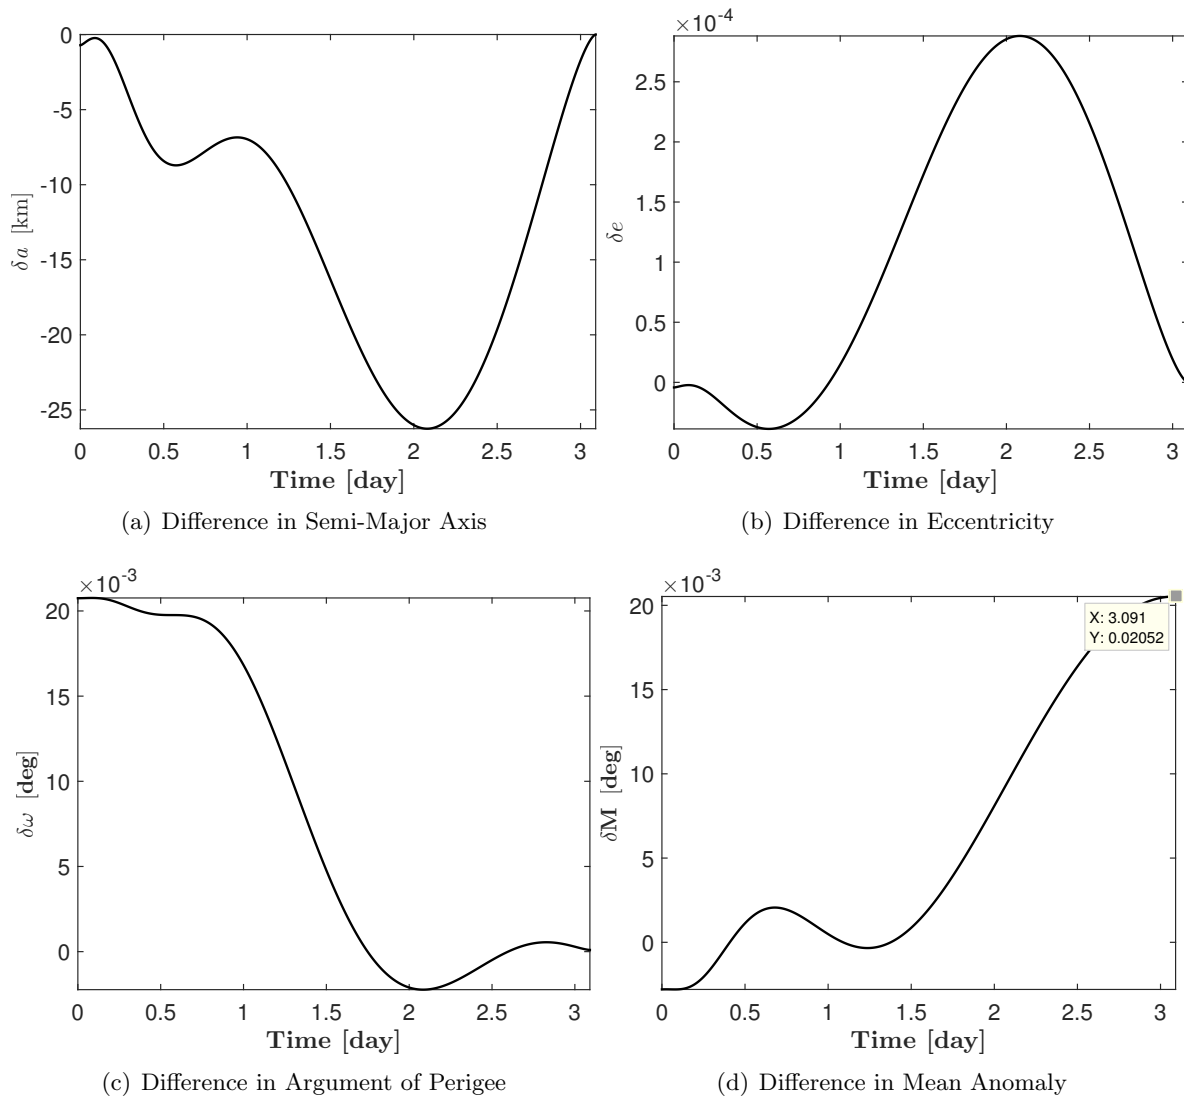 ×10⁻⁴
0
-5
-10
-15
-20
-25
δa [km]
0 0.5 1 1.5 2 2.5 3
Time [day]
2.5
2
1.5
1
0.5
0
δe
0 0.5 1 1.5 2 2.5 3
Time [day]
(a) Difference in Semi-Major Axis
(b) Difference in Eccentricity
×10⁻³
20
15
10
5
0
δω [deg]
0 0.5 1 1.5 2 2.5 3
Time [day]
×10⁻³
20
15
10
5
0
δM [deg]
X: 3.091
Y: 0.02052
0 0.5 1 1.5 2 2.5 3
Time [day]
(c) Difference in Argument of Perigee
(d) Difference in Mean Anomaly